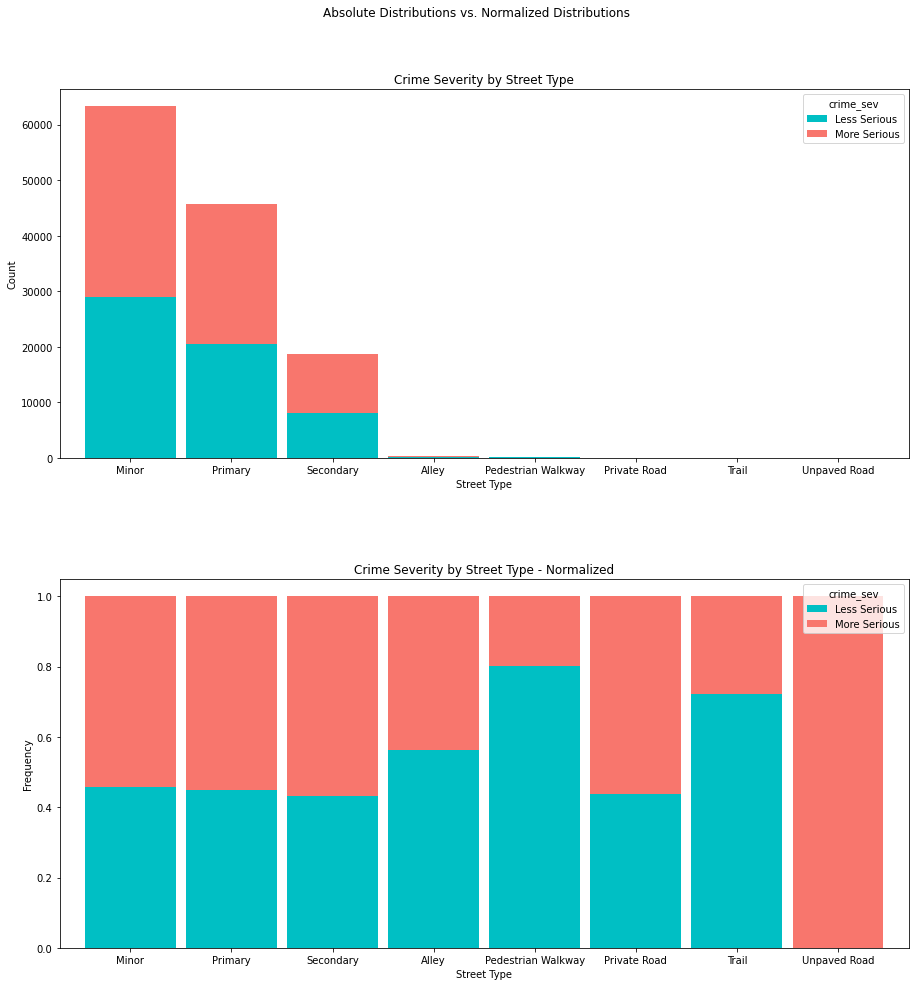 Absolute Distributions vs. Normalized Distributions
Crime Severity by Street Type
crime_sev
Less Serious
More Serious
60000
50000
40000
30000
20000
10000
0
Count
Minor Primary Secondary Alley Pedestrian Walkway Private Road Trail Unpaved Road
Street Type
Crime Severity by Street Type - Normalized
crime_sev
Less Serious
More Serious
1.0
0.8
0.6
0.4
0.2
0.0
Frequency
Minor Primary Secondary Alley Pedestrian Walkway Private Road Trail Unpaved Road
Street Type